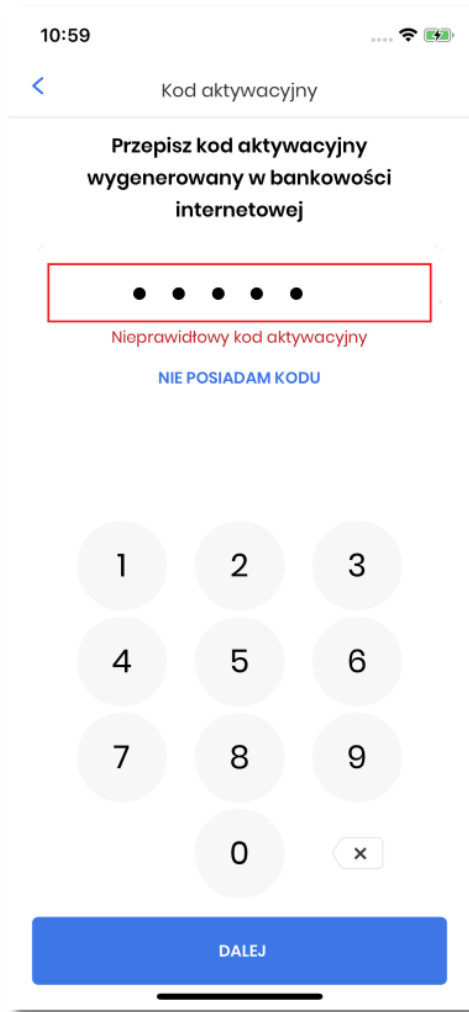 10:59
Kod aktywacyjny
Przepisz kod aktywacyjny
wygenerowany w bankowości
internetowej
Nieprawidłowy kod aktywacyjny
NIE POSIADAM KODU
1 2 3
4 5 6
7 8 9
0
DALEJ